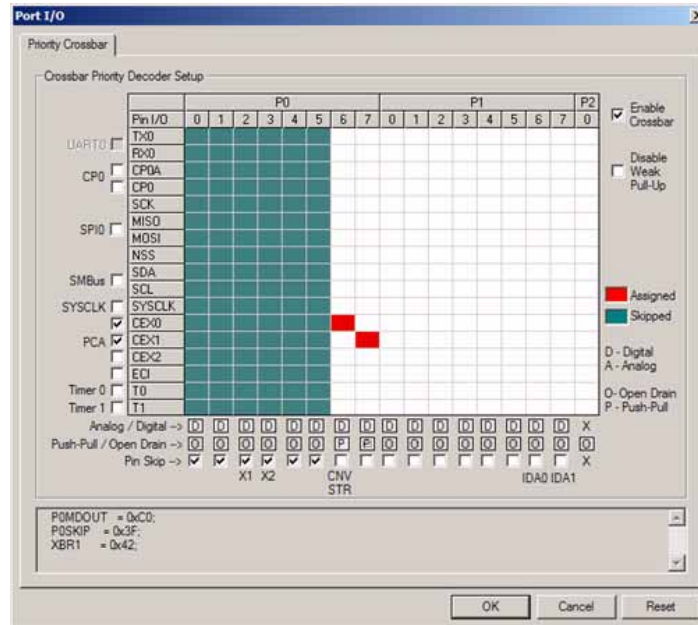 Port I/O
Priority Crossbar
Crossbar Priority Decoder Setup
P0 P1 P2
Pin I/O 0 1 2 3 4 5 6 7 0 1 2 3 4 5 6 7 0
UART0 TX0
RX0
CP0 CP0A
CP0
SCK
SPI0 MISO
MOSI
NSS
SMBus SDA
SCL
SYSCLK SYSCLK
CEX0
PCA CEX1
CEX2
ECI
Timer 0 T0
Timer 1 T1
Enable
Crossbar
Disable
Weak
Pull-Up
Assigned
Skipped
D - Digital
A - Analog
O- Open Drain
P - Push-Pull
Analog / Digital -> D D D D D D D D D D D D D D D D X
Push-Pull / Open Drain -> O O O O O O P P O O O O O O O O O
Pin Skip -> X
X1 X2 CNV STR IDA0 IDA1
P0MDOUT = 0xC0;
P0SKIP = 0x3F;
XBR1 = 0x42;
OK Cancel Reset